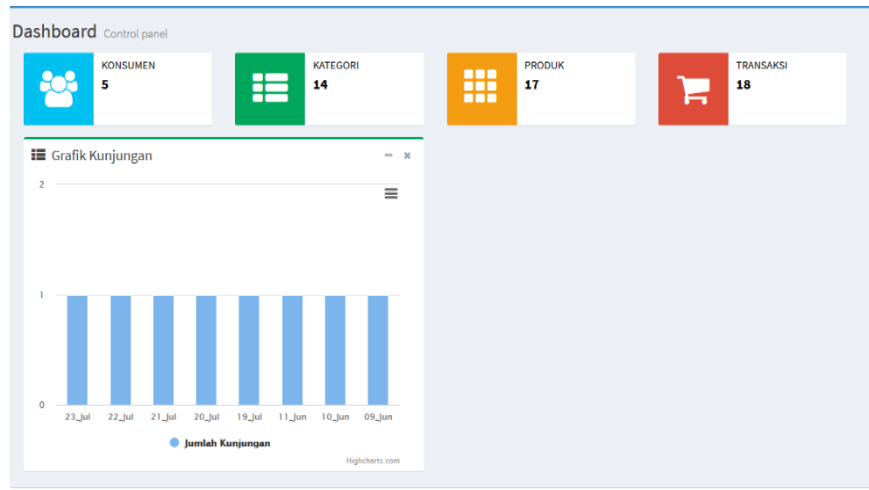 Dashboard Control panel
KONSUMEN
5
KATEGORI
14
PRODUK
17
TRANSAKSI
18
Grafik Kunjungan
2
1
0
23_Jul 22_Jul 21_Jul 20_Jul 19_Jul 11_Jun 10_Jun 09_Jun
Jumlah Kunjungan
Highcharts.com